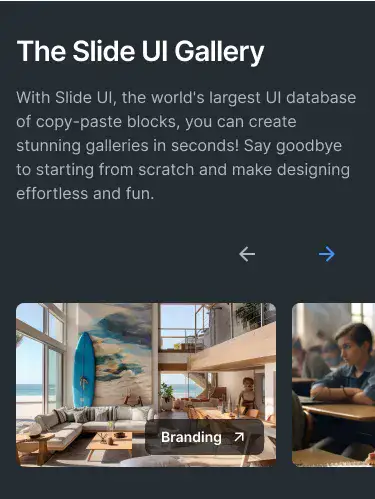 The Slide UI Gallery
With Slide UI, the world's largest UI database
of copy-paste blocks, you can create
stunning galleries in seconds! Say goodbye
to starting from scratch and make designing
effortless and fun.
Branding